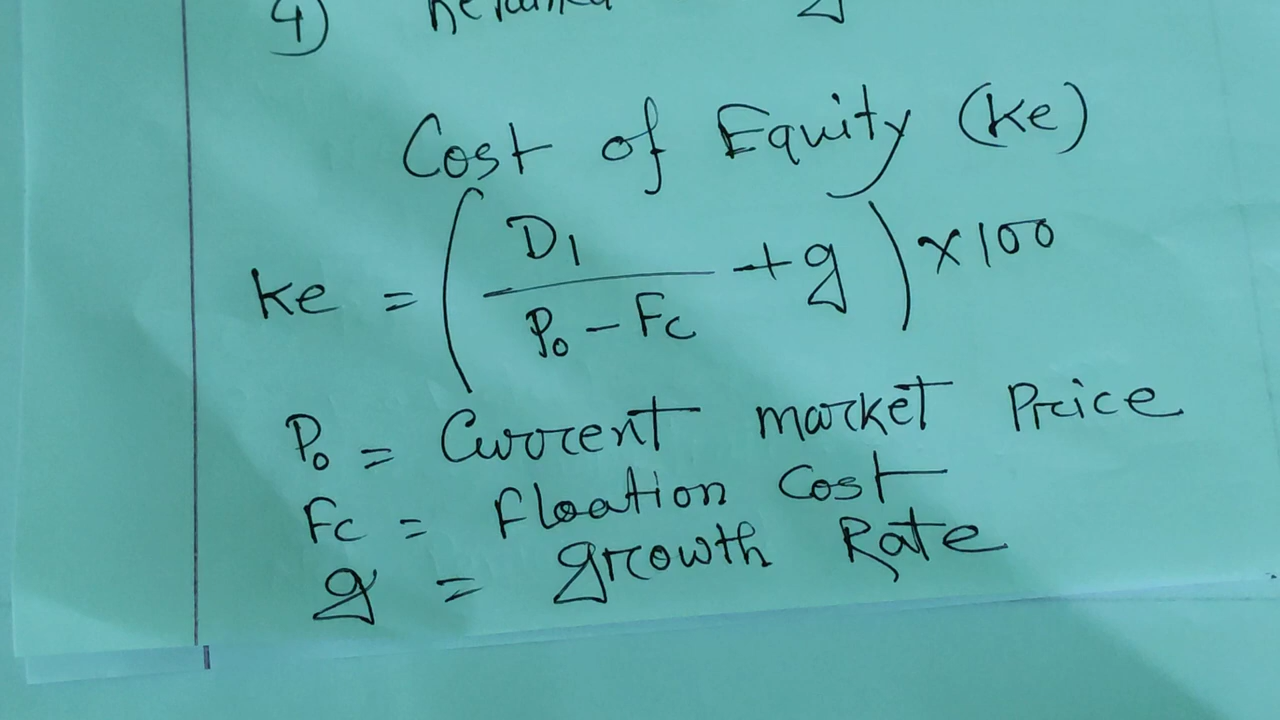 4)
Cost of Equity (Ke)
Ke = (D1 / P0 - Fc + g) × 100
P0 = Current market Price
Fc = Floation Cost
g = growth Rate